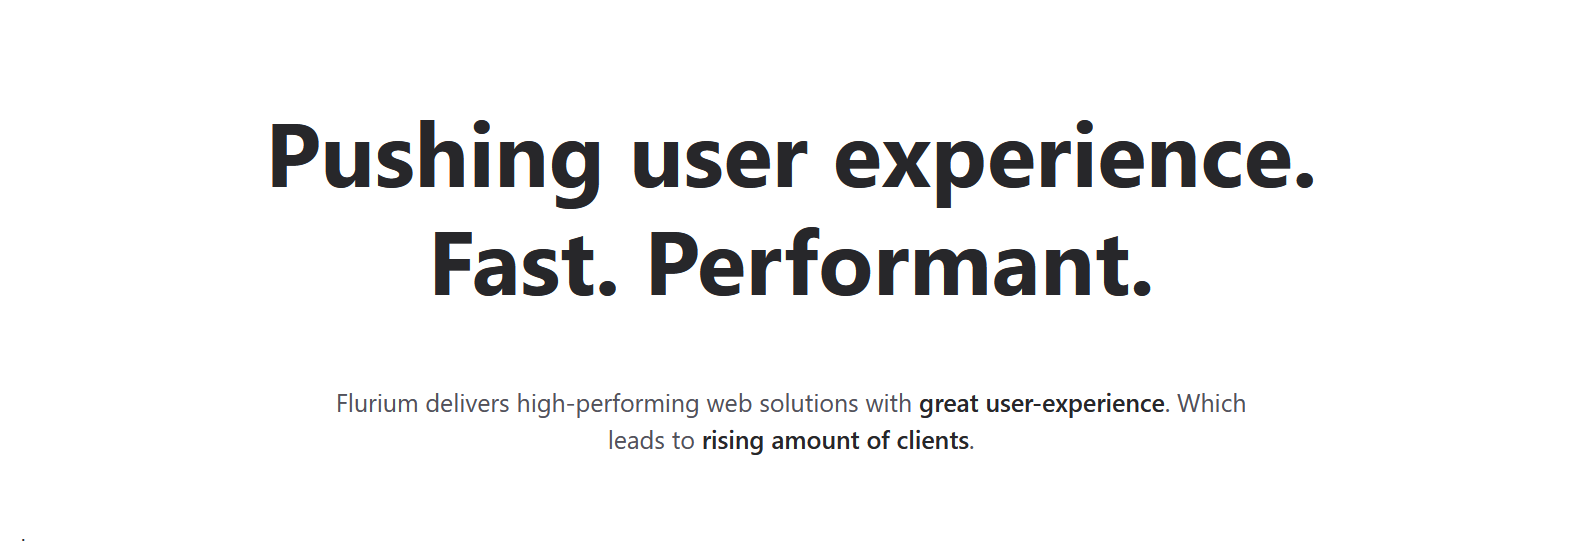 Pushing user experience.
Fast. Performant.
Flurium delivers high-performing web solutions with great user-experience. Which
leads to rising amount of clients.